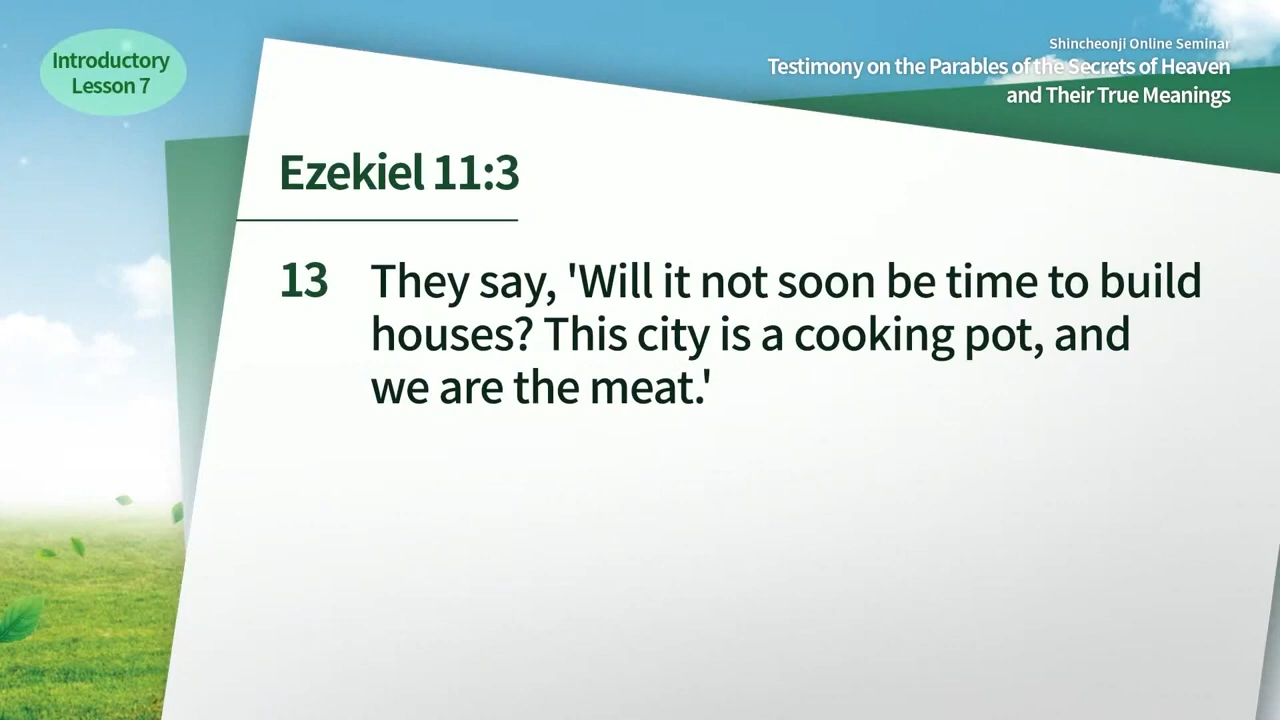 Introductory
Lesson 7
Shincheonji Online Seminar
Testimony on the Parables of the Secrets of Heaven
and Their True Meanings
Ezekiel 11:3
13 They say, 'Will it not soon be time to build
houses? This city is a cooking pot, and
we are the meat.'